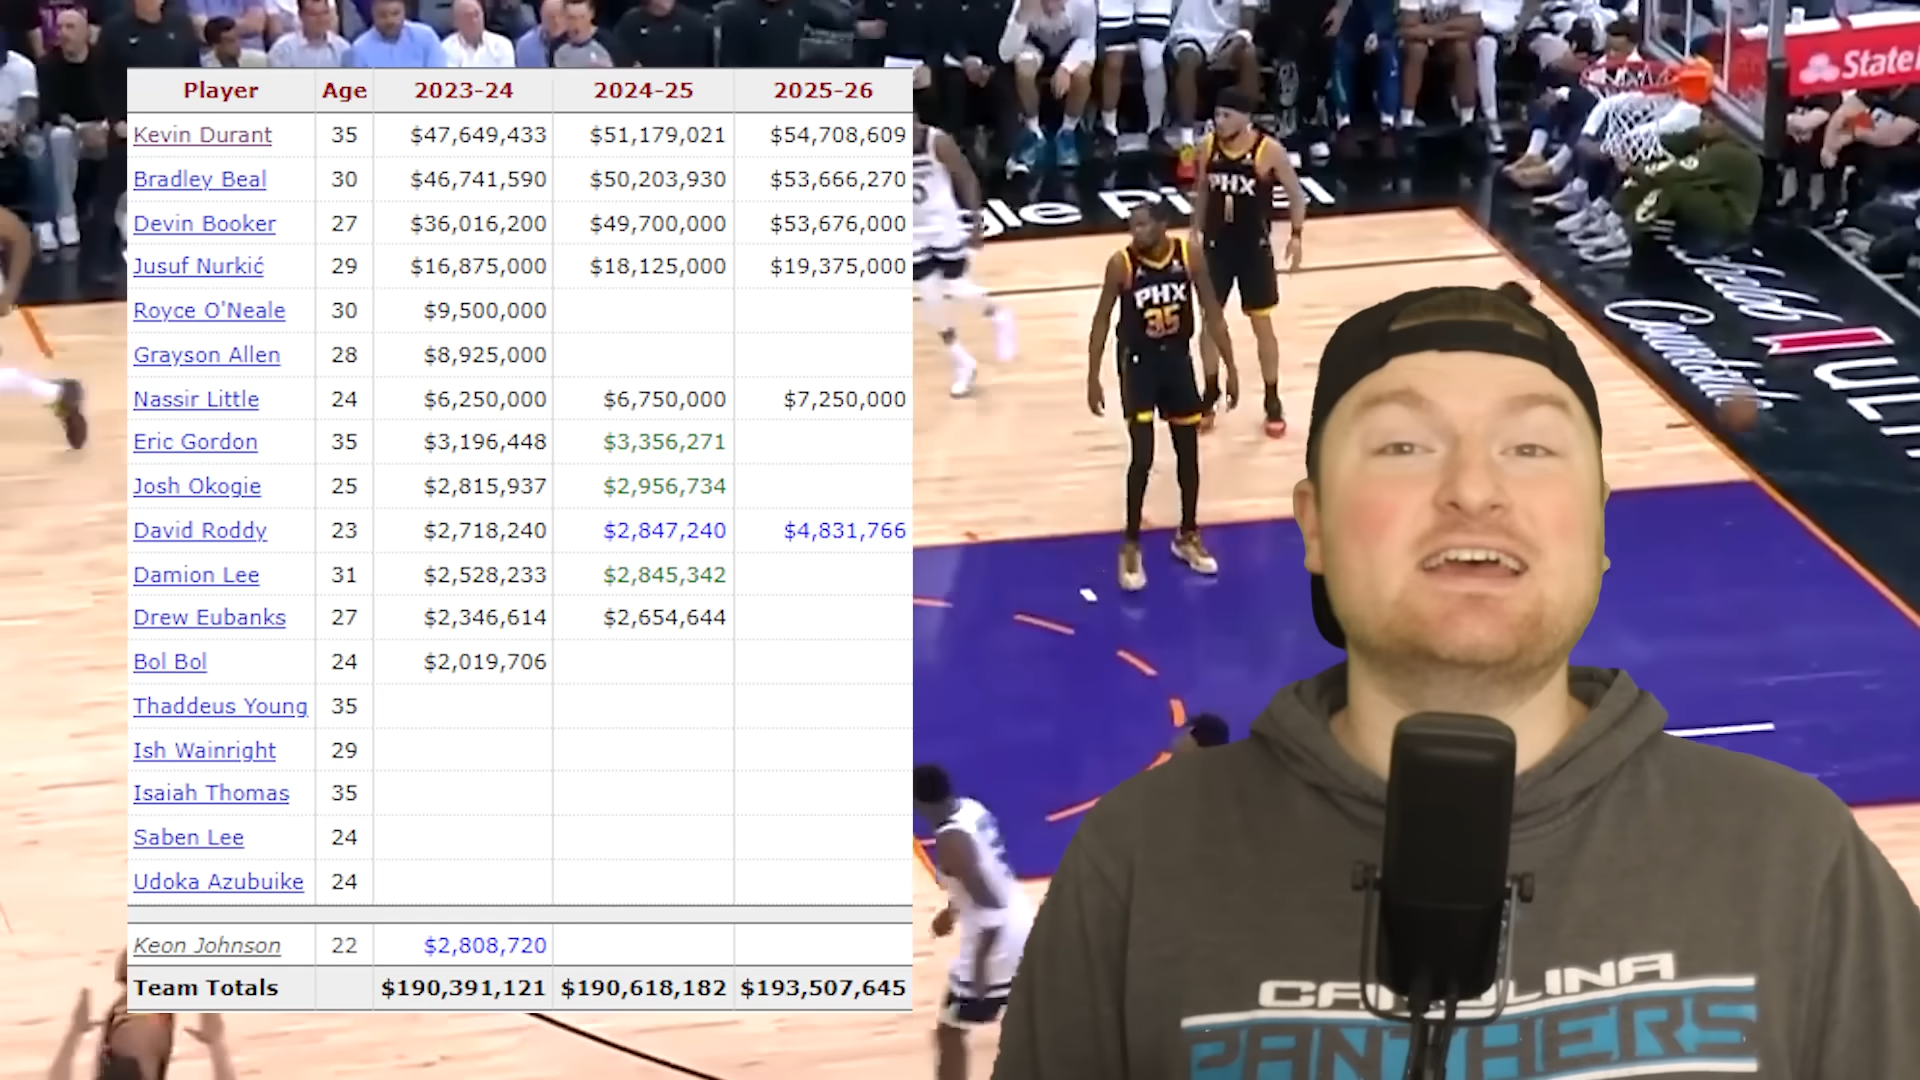 Player Age 2023-24 2024-25 2025-26
Kevin Durant 35 $47,649,433 $51,179,021 $54,708,609
Bradley Beal 30 $46,741,590 $50,203,930 $53,666,270
Devin Booker 27 $36,016,200 $49,700,000 $53,676,000
Jusuf Nurkić 29 $16,875,000 $18,125,000 $19,375,000
Royce O'Neale 30 $9,500,000
Grayson Allen 28 $8,925,000
Nassir Little 24 $6,250,000 $6,750,000 $7,250,000
Eric Gordon 35 $3,196,448 $3,356,271
Josh Okogie 25 $2,815,937 $2,956,734
David Roddy 23 $2,718,240 $2,847,240 $4,831,766
Damion Lee 31 $2,528,233 $2,845,342
Drew Eubanks 27 $2,346,614 $2,654,644
Bol Bol 24 $2,019,706
Thaddeus Young 35
Ish Wainright 29
Isaiah Thomas 35
Saben Lee 24
Udoka Azubuike 24
Keon Johnson 22 $2,808,720
Team Totals $190,391,121 $190,618,182 $193,507,645
State
gle Pixel
PHX
1
PHX
35
CAROLINA
PANTHERS